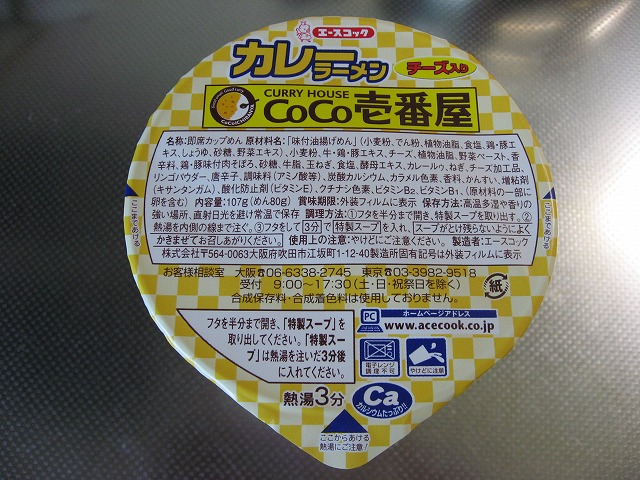 エースコック
カレーラーメン
チーズ入り
CURRY HOUSE
CoCo壱番屋
名称:即席カップめん 原材料名:「味付油揚げめん」(小麦粉、でん粉、植物油脂、食塩、鶏・豚エキ
ス、しょうゆ、砂糖、野菜エキス)、小麦粉、牛・鶏・豚エキス、チーズ、植物油脂、野菜ペースト、香
辛料、鶏・豚味付肉そぼろ、砂糖、牛脂、玉ねぎ、食塩、酵母エキス、カレールゥ、ねぎ、チーズ加工品、
リンゴパウダー、唐辛子、調味料(アミノ酸等)、炭酸カルシウム、カラメル色素、香料、かんすい、増粘剤
(キサンタンガム)、酸化防止剤(ビタミンE)、クチナシ色素、ビタミンB2、ビタミンB1、(原材料の一部に
卵を含む) 内容量:107g(めん80g) 賞味期限:外装フィルムに表示 保存方法:高温多湿や香りの
強い場所、直射日光を避け常温で保存 調理方法:①フタを半分まで開き、特製スープを取り出す。②
熱湯を内側の線まで注ぐ。③フタをして3分で特製スープを入れ、スープがとけ残らないようによく
かきまぜてお召しあがりください。 使用上の注意:やけどにご注意ください。 製造者:エースコック
株式会社〒564-0063大阪府吹田市江坂町1-12-40製造所固有記号は外装フィルムに表示
お客様相談室 大阪☎06-6338-2745 東京☎03-3982-9518
受付 9:00〜17:30(土・日・祝祭日を除く)
合成保存料・合成着色料は使用しておりません。
紙
ここまであける
ここまであける
フタを半分まで開き、「特製スープ」を
取り出してください。「特製
スープ」は熱湯を注いだ3分後
に入れてください。
PC
ホームページアドレス
www.acecook.co.jp
電子レンジ
調理不可
やけどに注意
熱湯3分
Ca
カルシウムたっぷり!!
ここからあける
熱湯にご注意!